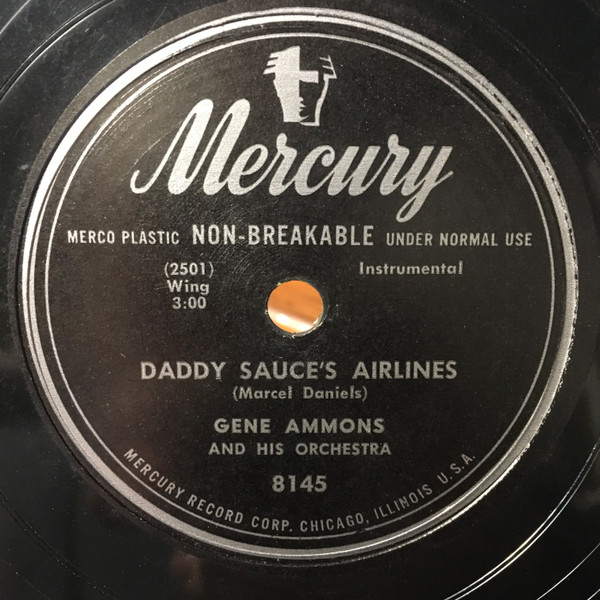 Mercury
MERCO PLASTIC NON-BREAKABLE UNDER NORMAL USE
(2501) Instrumental
Wing
3:00
DADDY SAUCE'S AIRLINES
(Marcel Daniels)
GENE AMMONS
AND HIS ORCHESTRA
8145
MERCURY RECORD CORP. CHICAGO, ILLINOIS U.S.A.